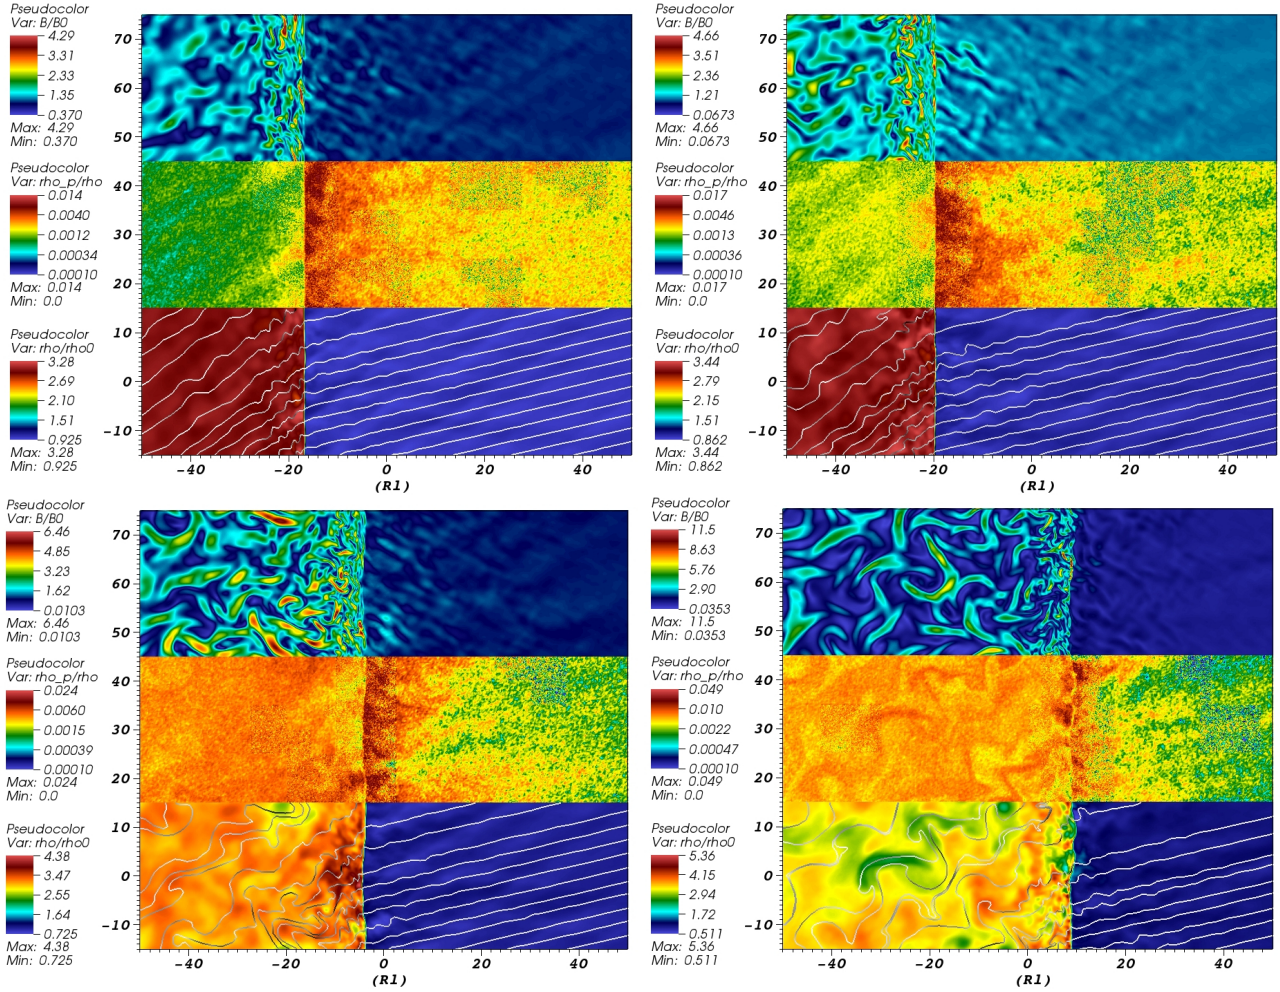 Pseudocolor
Var: B/B0
4.29
3.31
2.33
1.35
0.370
Max: 4.29
Min: 0.370
70
60
50
Pseudocolor
Var: rho_p/rho
0.014
0.0040
0.0012
0.00034
0.00010
Max: 0.014
Min: 0.0
40
30
20
Pseudocolor
Var: rho/rho0
3.28
2.69
2.10
1.51
0.925
Max: 3.28
Min: 0.925
10
0
-10
-40 -20 0 20 40
(Rl)
Pseudocolor
Var: B/B0
4.66
3.51
2.36
1.21
0.0673
Max: 4.66
Min: 0.0673
70
60
50
Pseudocolor
Var: rho_p/rho
0.017
0.0046
0.0013
0.00036
0.00010
Max: 0.017
Min: 0.0
40
30
20
Pseudocolor
Var: rho/rho0
3.44
2.79
2.15
1.51
0.862
Max: 3.44
Min: 0.862
10
0
-10
-40 -20 0 20 40
(Rl)
Pseudocolor
Var: B/B0
6.46
4.85
3.23
1.62
0.0103
Max: 6.46
Min: 0.0103
70
60
50
Pseudocolor
Var: rho_p/rho
0.024
0.0060
0.0015
0.00039
0.00010
Max: 0.024
Min: 0.0
40
30
20
Pseudocolor
Var: rho/rho0
4.38
3.47
2.55
1.64
0.725
Max: 4.38
Min: 0.725
10
0
-10
-40 -20 0 20 40
(Rl)
Pseudocolor
Var: B/B0
11.5
8.63
5.76
2.90
0.0353
Max: 11.5
Min: 0.0353
70
60
50
Pseudocolor
Var: rho_p/rho
0.049
0.010
0.0022
0.00047
0.00010
Max: 0.049
Min: 0.0
40
30
20
Pseudocolor
Var: rho/rho0
5.36
4.15
2.94
1.72
0.511
Max: 5.36
Min: 0.511
10
0
-10
-40 -20 0 20 40
(Rl)